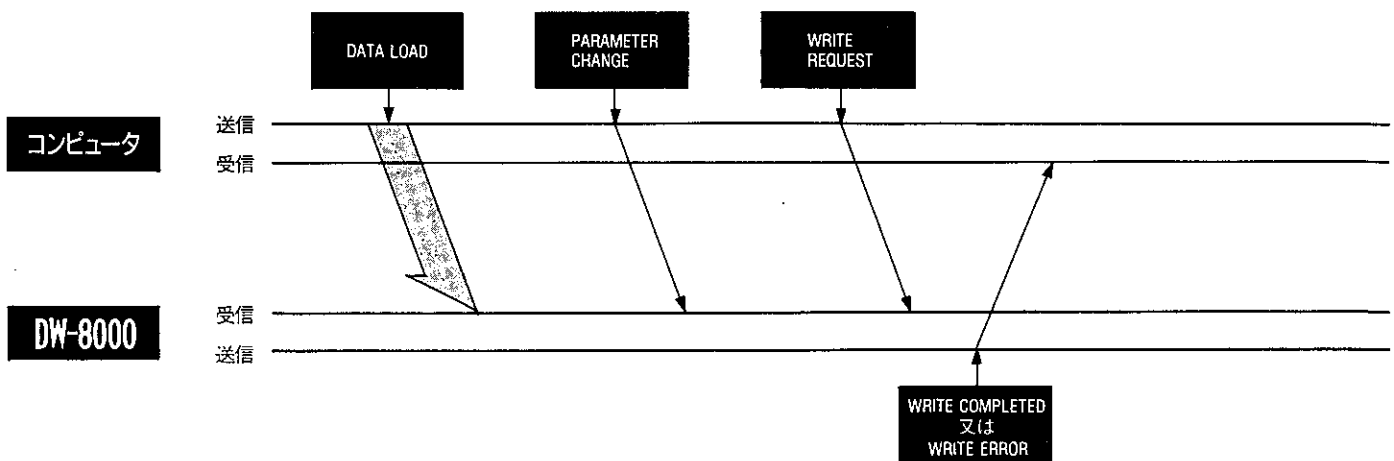 DATA LOAD
PARAMETER
CHANGE
WRITE
REQUEST
コンピュータ
送信
受信
DW-8000
受信
送信
WRITE COMPLETED
又は
WRITE ERROR